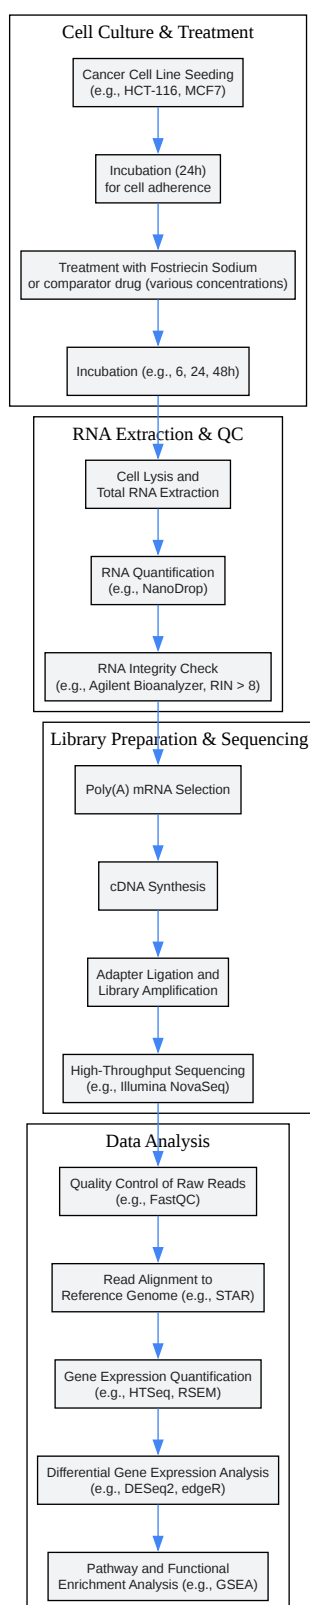 Cell Culture & Treatment
Cancer Cell Line Seeding
(e.g., HCT-116, MCF7)
Incubation (24h)
for cell adherence
Treatment with Fostriecin Sodium
or comparator drug (various concentrations)
Incubation (e.g., 6, 24, 48h)
RNA Extraction & QC
Cell Lysis and
Total RNA Extraction
RNA Quantification
(e.g., NanoDrop)
RNA Integrity Check
(e.g., Agilent Bioanalyzer, RIN > 8)
Library Preparation & Sequencing
Poly(A) mRNA Selection
cDNA Synthesis
Adapter Ligation and
Library Amplification
High-Throughput Sequencing
(e.g., Illumina NovaSeq)
Data Analysis
Quality Control of Raw Reads
(e.g., FastQC)
Read Alignment to
Reference Genome (e.g., STAR)
Gene Expression Quantification
(e.g., HTSeq, RSEM)
Differential Gene Expression Analysis
(e.g., DESeq2, edgeR)
Pathway and Functional
Enrichment Analysis (e.g., GSEA)